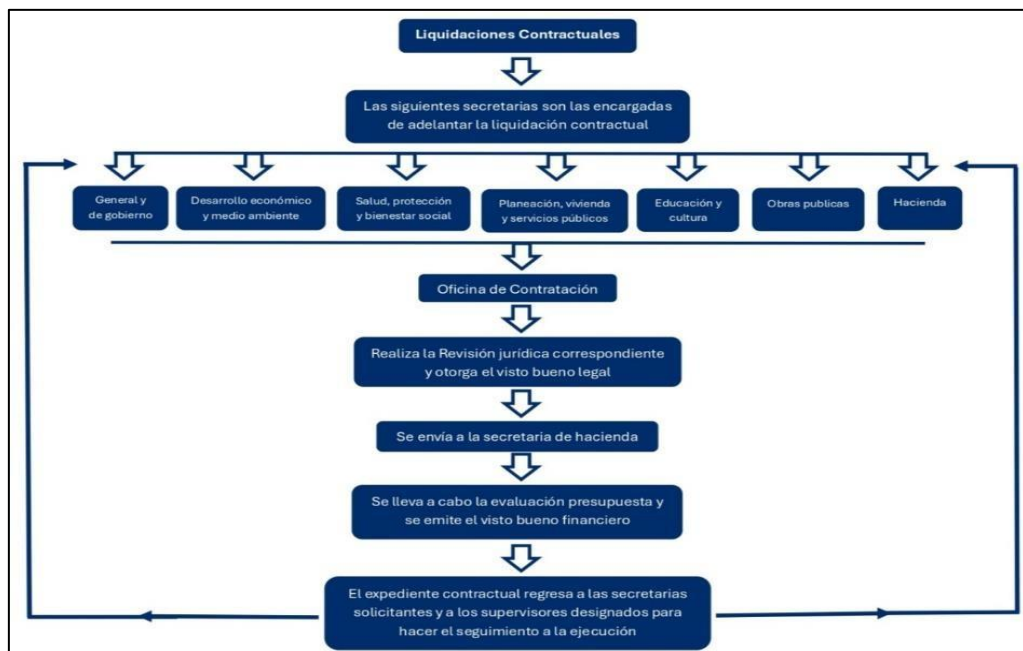 Liquidaciones Contractuales
Las siguientes secretarias son las encargadas
de adelantar la liquidación contractual
General y
de gobierno
Desarrollo económico
y medio ambiente
Salud, protección
y bienestar social
Planeación, vivienda
y servicios públicos
Educación y
cultura
Obras publicas
Hacienda
Oficina de Contratación
Realiza la Revisión jurídica correspondiente
y otorga el visto bueno legal
Se envía a la secretaria de hacienda
Se lleva a cabo la evaluación presupuesta y
se emite el visto bueno financiero
El expediente contractual regresa a las secretarias
solicitantes y a los supervisores designados para
hacer el seguimiento a la ejecución